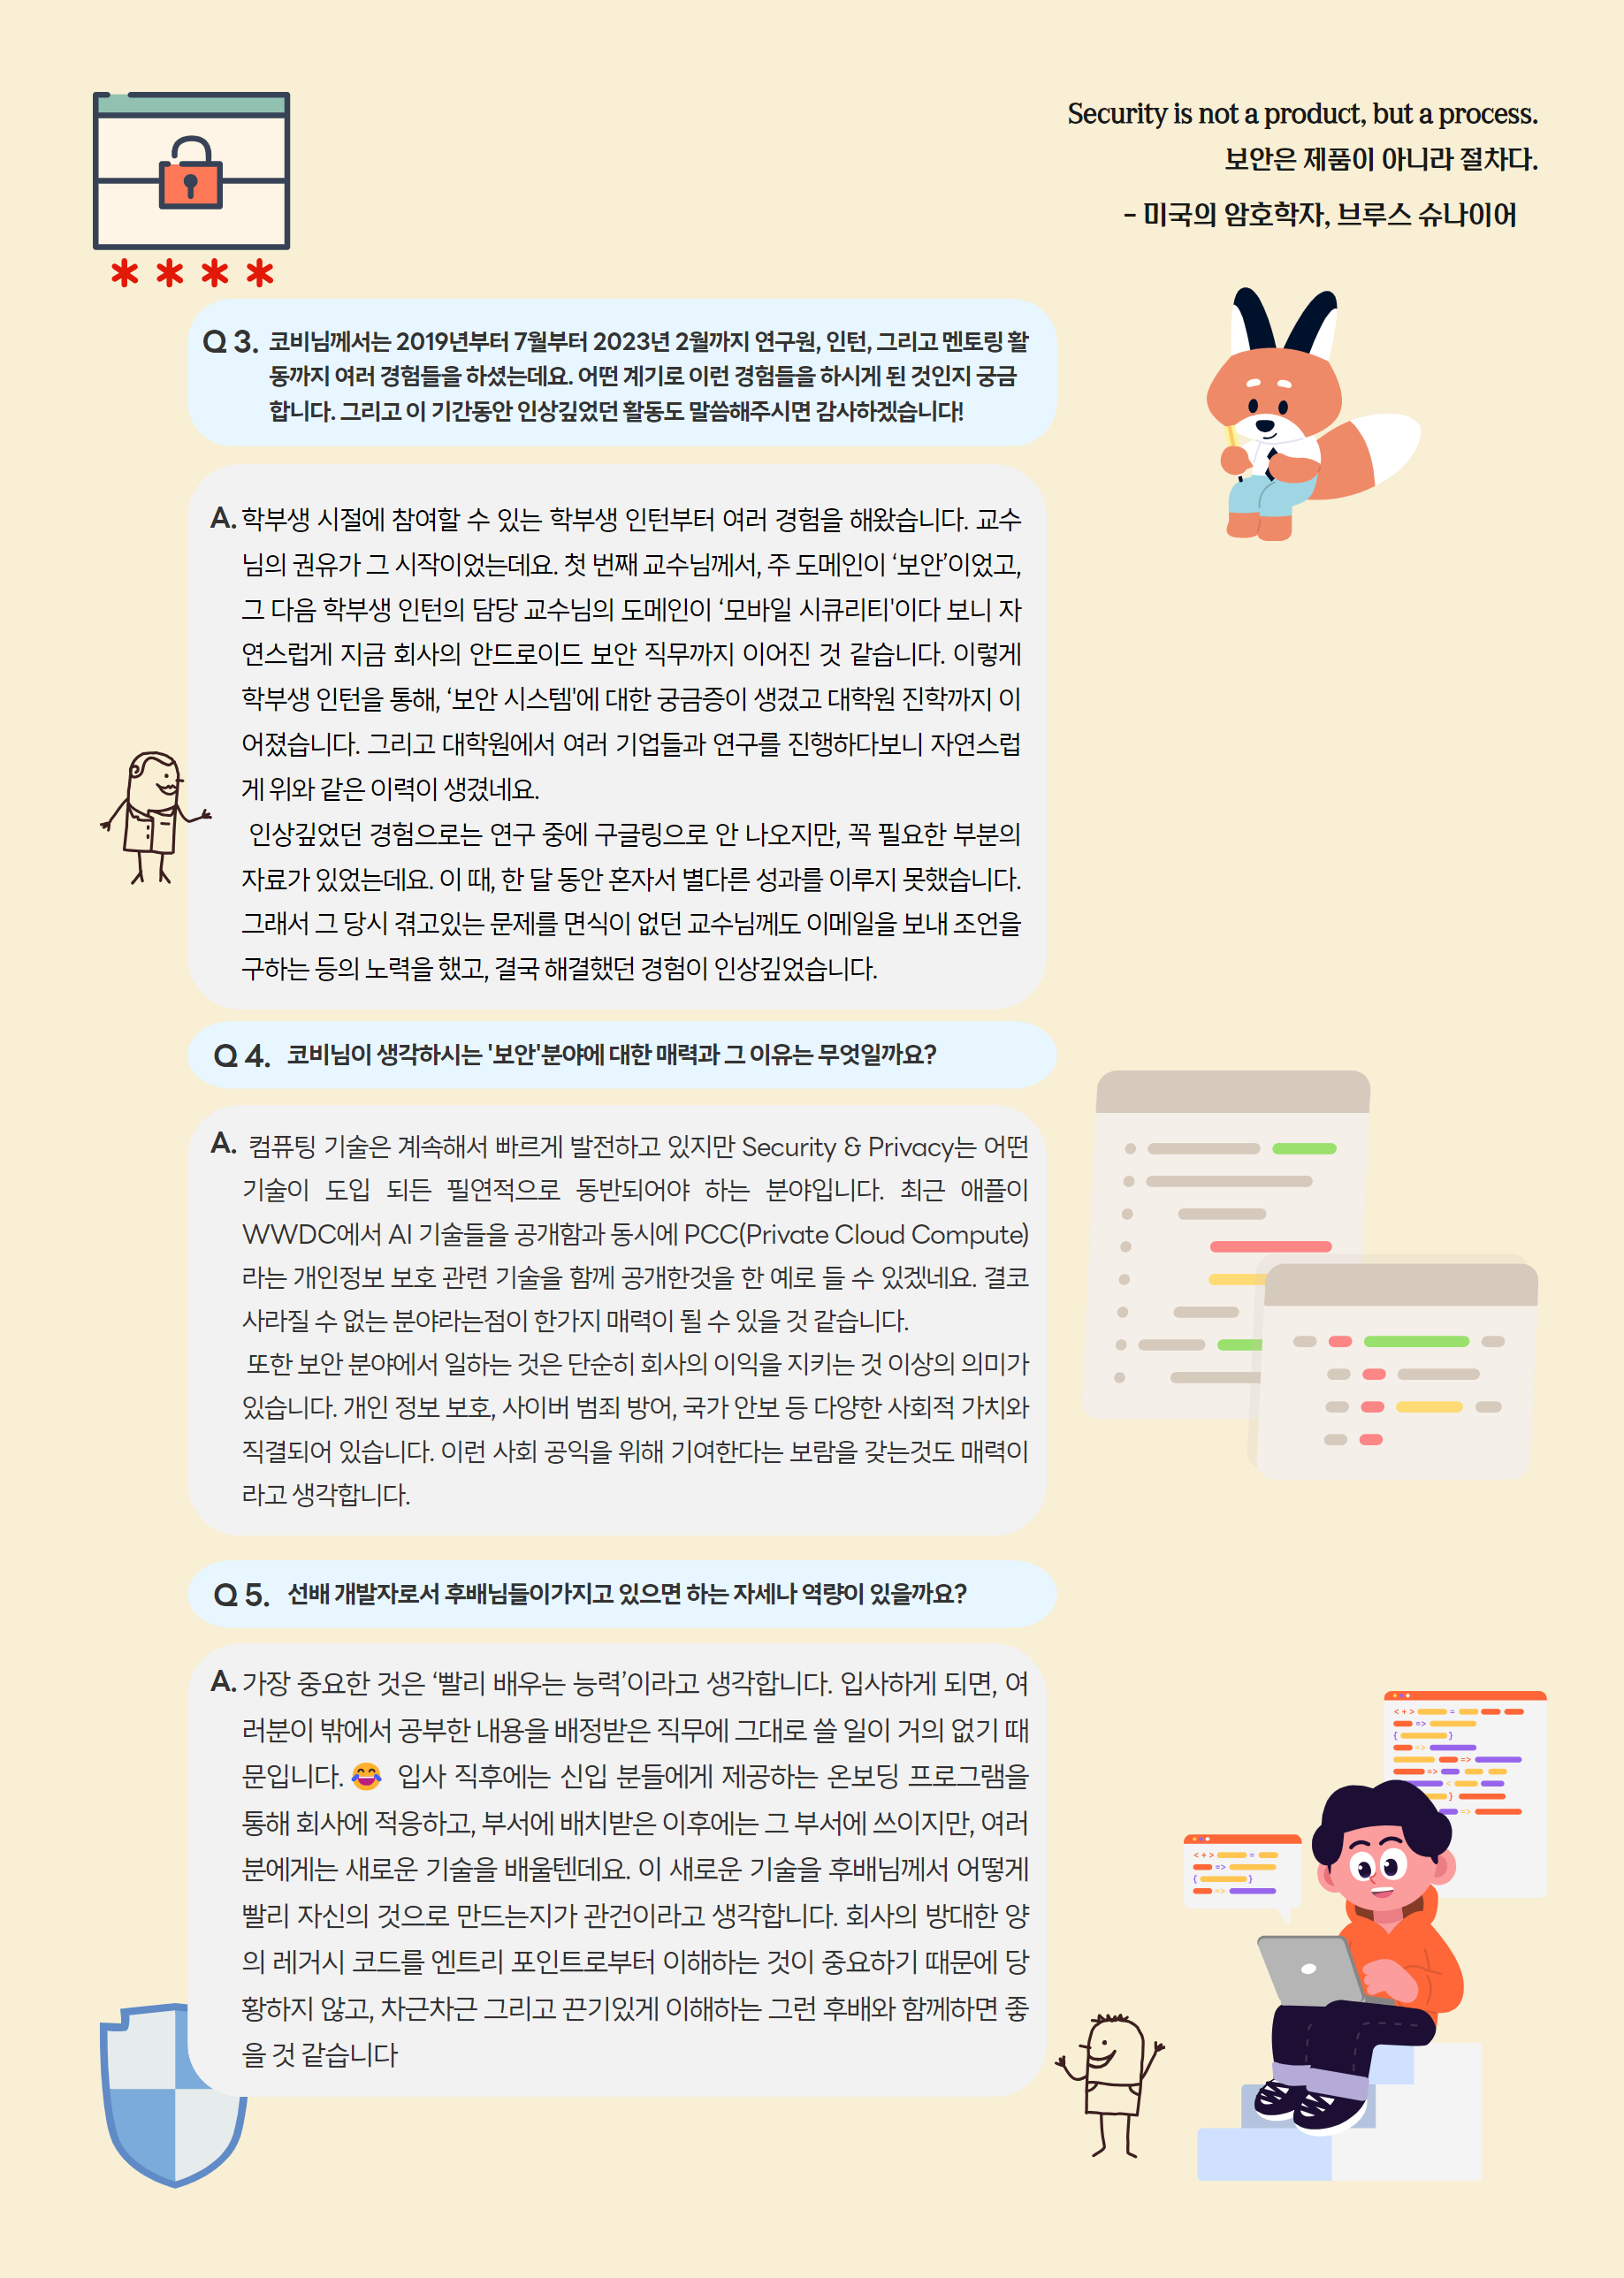 Security is not a product, but a process.
보안은 제품이 아니라 절차다.
- 미국의 암호학자, 브루스 슈나이어
Q 3. 코비님께서는 2019년부터 7월부터 2023년 2월까지 연구원, 인턴, 그리고 멘토링 활
동까지 여러 경험들을 하셨는데요. 어떤 계기로 이런 경험들을 하시게 된 것인지 궁금
합니다. 그리고 이 기간동안 인상깊었던 활동도 말씀해주시면 감사하겠습니다!
A. 학부생 시절에 참여할 수 있는 학부생 인턴부터 여러 경험을 해왔습니다. 교수
님의 권유가 그 시작이었는데요. 첫 번째 교수님께서, 주 도메인이 ‘보안’이었고,
그 다음 학부생 인턴의 담당 교수님의 도메인이 ‘모바일 시큐리티'이다 보니 자
연스럽게 지금 회사의 안드로이드 보안 직무까지 이어진 것 같습니다. 이렇게
학부생 인턴을 통해, ‘보안 시스템'에 대한 궁금증이 생겼고 대학원 진학까지 이
어졌습니다. 그리고 대학원에서 여러 기업들과 연구를 진행하다보니 자연스럽
게 위와 같은 이력이 생겼네요.
인상깊었던 경험으로는 연구 중에 구글링으로 안 나오지만, 꼭 필요한 부분의
자료가 있었는데요. 이 때, 한 달 동안 혼자서 별다른 성과를 이루지 못했습니다.
그래서 그 당시 겪고있는 문제를 면식이 없던 교수님께도 이메일을 보내 조언을
구하는 등의 노력을 했고, 결국 해결했던 경험이 인상깊었습니다.
Q 4. 코비님이 생각하시는 '보안'분야에 대한 매력과 그 이유는 무엇일까요?
A. 컴퓨팅 기술은 계속해서 빠르게 발전하고 있지만 Security & Privacy는 어떤
기술이 도입 되든 필연적으로 동반되어야 하는 분야입니다. 최근 애플이
WWDC에서 AI 기술들을 공개함과 동시에 PCC(Private Cloud Compute)
라는 개인정보 보호 관련 기술을 함께 공개한것을 한 예로 들 수 있겠네요. 결코
사라질 수 없는 분야라는점이 한가지 매력이 될 수 있을 것 같습니다.
또한 보안 분야에서 일하는 것은 단순히 회사의 이익을 지키는 것 이상의 의미가
있습니다. 개인 정보 보호, 사이버 범죄 방어, 국가 안보 등 다양한 사회적 가치와
직결되어 있습니다. 이런 사회 공익을 위해 기여한다는 보람을 갖는것도 매력이
라고 생각합니다.
Q 5. 선배 개발자로서 후배님들이가지고 있으면 하는 자세나 역량이 있을까요?
A. 가장 중요한 것은 ‘빨리 배우는 능력’이라고 생각합니다. 입사하게 되면, 여
러분이 밖에서 공부한 내용을 배정받은 직무에 그대로 쓸 일이 거의 없기 때
문입니다. 😂 입사 직후에는 신입 분들에게 제공하는 온보딩 프로그램을
통해 회사에 적응하고, 부서에 배치받은 이후에는 그 부서에 쓰이지만, 여러
분에게는 새로운 기술을 배울텐데요. 이 새로운 기술을 후배님께서 어떻게
빨리 자신의 것으로 만드는지가 관건이라고 생각합니다. 회사의 방대한 양
의 레거시 코드를 엔트리 포인트로부터 이해하는 것이 중요하기 때문에 당
황하지 않고, 차근차근 그리고 끈기있게 이해하는 그런 후배와 함께하면 좋
을 것 같습니다